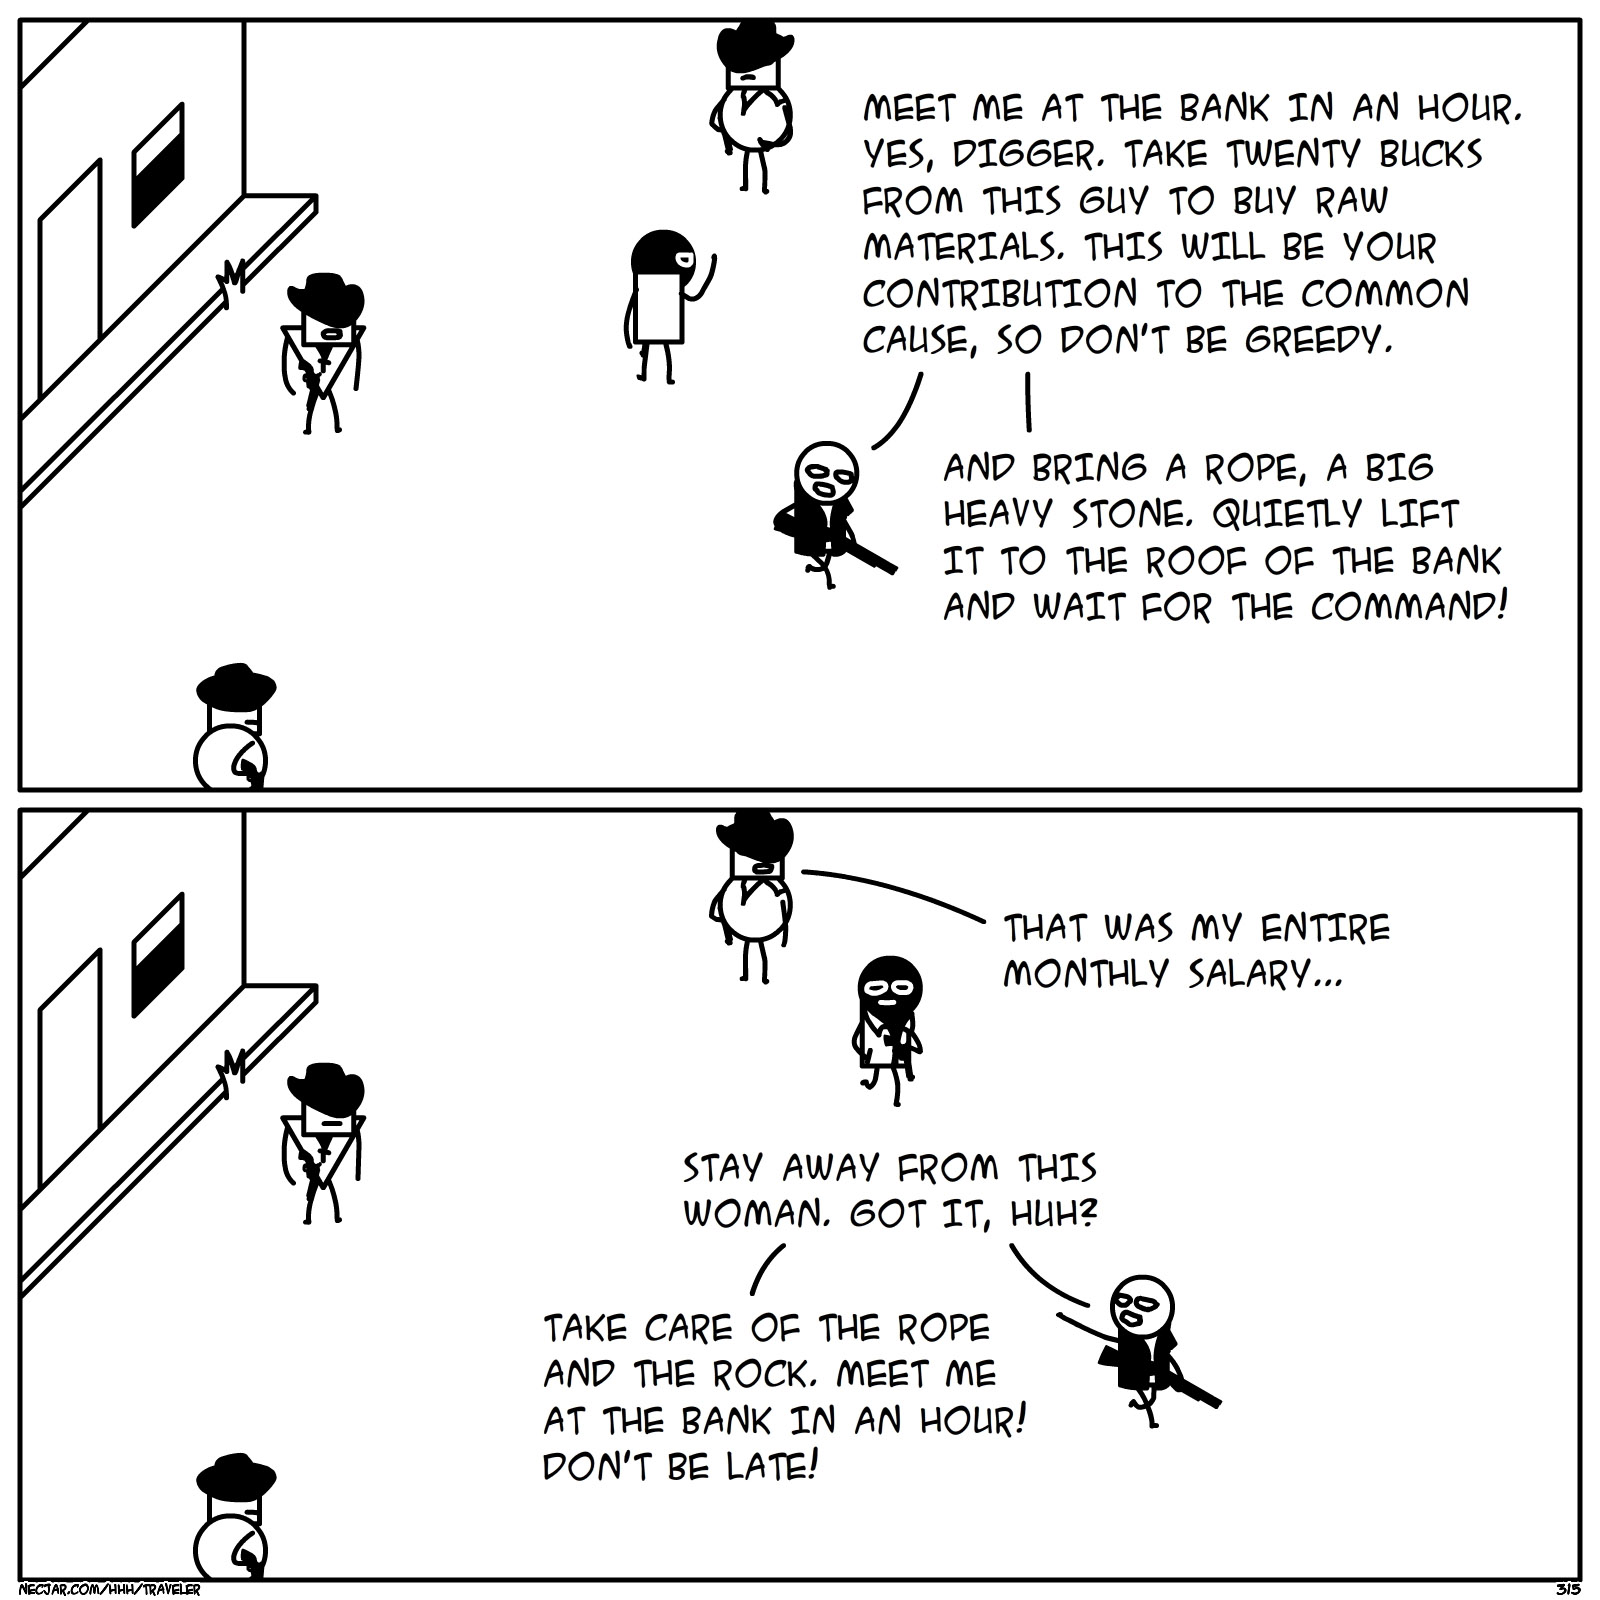 MEET ME AT THE BANK IN AN HOUR.
YES, DIGGER. TAKE TWENTY BUCKS
FROM THIS GUY TO BUY RAW
MATERIALS. THIS WILL BE YOUR
CONTRIBUTION TO THE COMMON
CAUSE, SO DON'T BE GREEDY.
AND BRING A ROPE, A BIG
HEAVY STONE. QUIETLY LIFT
IT TO THE ROOF OF THE BANK
AND WAIT FOR THE COMMAND!
THAT WAS MY ENTIRE
MONTHLY SALARY...
STAY AWAY FROM THIS
WOMAN. GOT IT, HUH?
TAKE CARE OF THE ROPE
AND THE ROCK. MEET ME
AT THE BANK IN AN HOUR!
DON'T BE LATE!
NECJAR.COM/HHH/TRAVELER
315